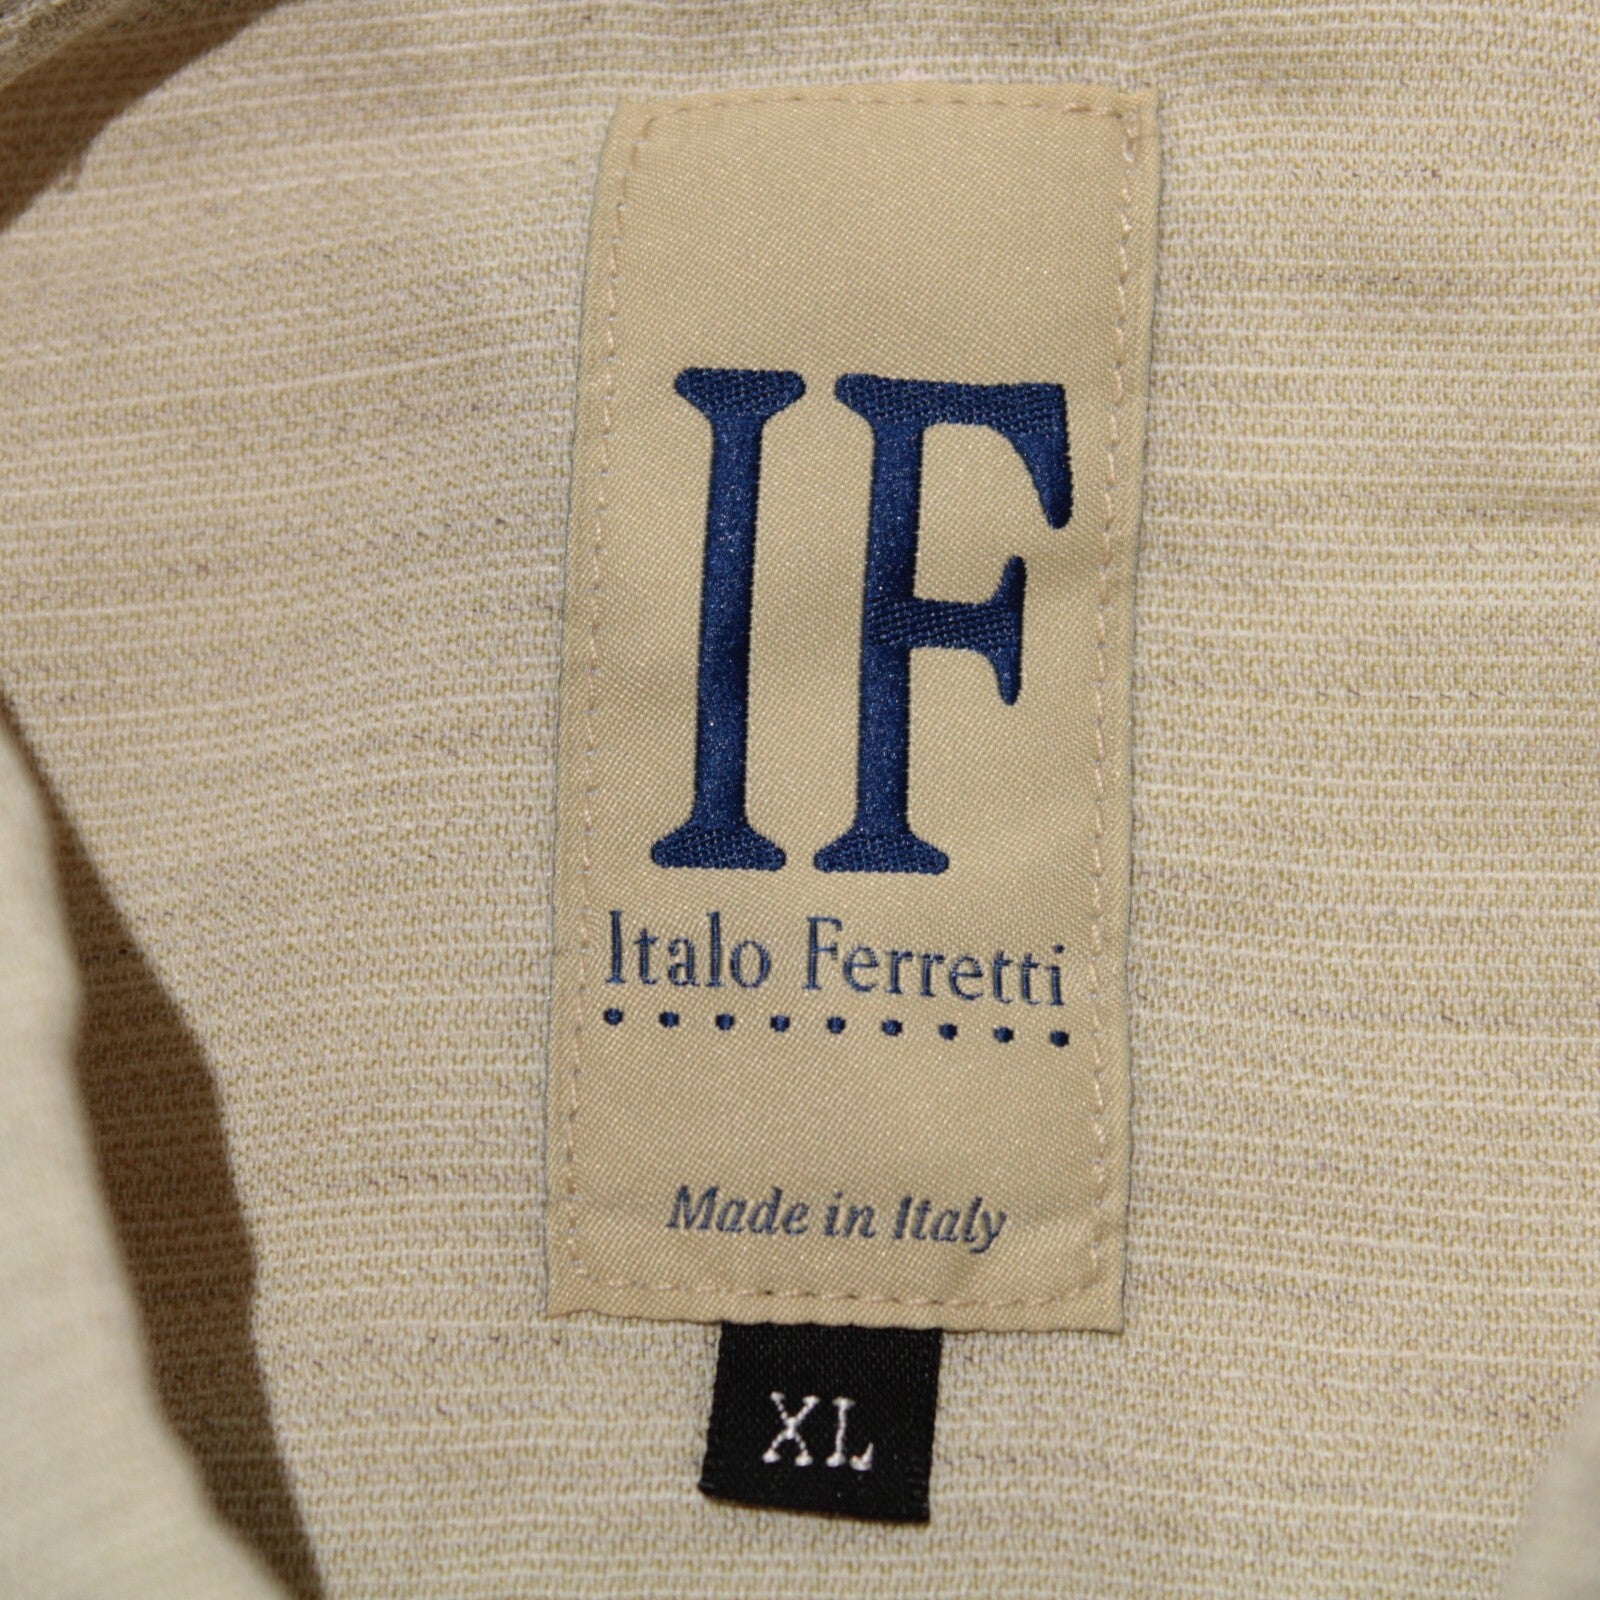 IF
Italo Ferretti
Made in Italy
XL